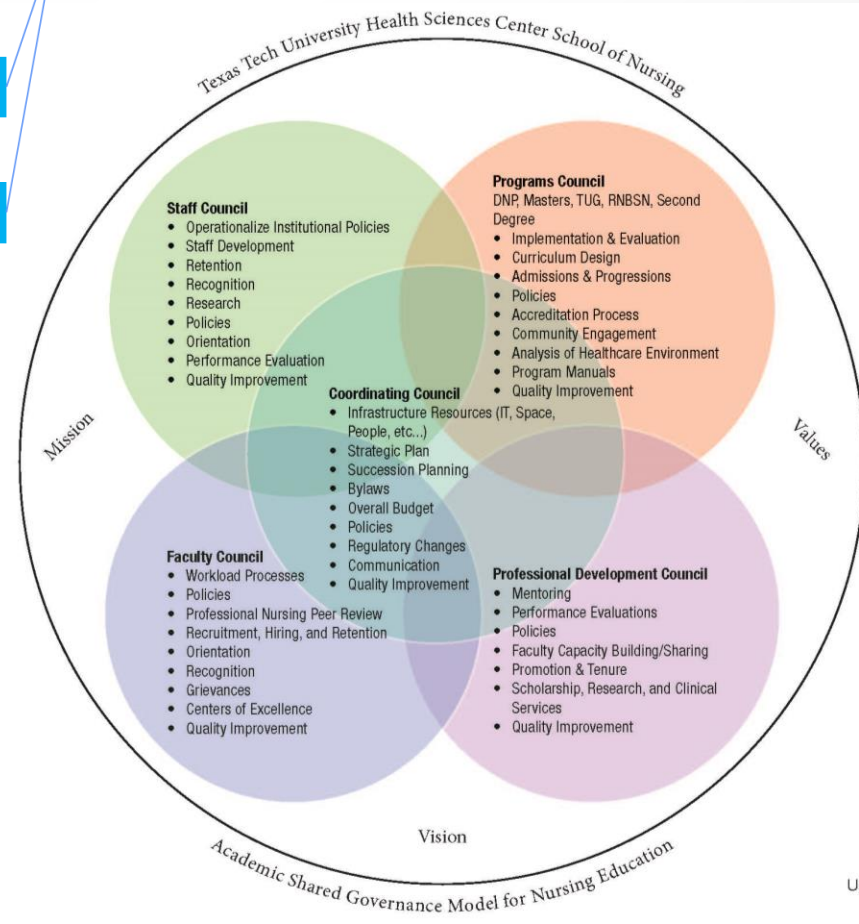 Texas Tech University Health Sciences Center School of Nursing
Staff Council
• Operationalize Institutional Policies
• Staff Development
• Retention
• Recognition
• Research
• Policies
• Orientation
• Performance Evaluation
• Quality Improvement
Programs Council
DNP, Masters, TUG, RNBSN, Second
Degree
• Implementation & Evaluation
• Curriculum Design
• Admissions & Progressions
• Policies
• Accreditation Process
• Community Engagement
• Analysis of Healthcare Environment
• Program Manuals
• Quality Improvement
Coordinating Council
• Infrastructure Resources (IT, Space,
People, etc...)
• Strategic Plan
• Succession Planning
• Bylaws
• Overall Budget
• Policies
• Regulatory Changes
• Communication
• Quality Improvement
Mission
Values
Faculty Council
• Workload Processes
• Policies
• Professional Nursing Peer Review
• Recruitment, Hiring, and Retention
• Orientation
• Recognition
• Grievances
• Centers of Excellence
• Quality Improvement
Professional Development Council
• Mentoring
• Performance Evaluations
• Policies
• Faculty Capacity Building/Sharing
• Promotion & Tenure
• Scholarship, Research, and Clinical
Services
• Quality Improvement
Vision
Academic Shared Governance Model for Nursing Education
U